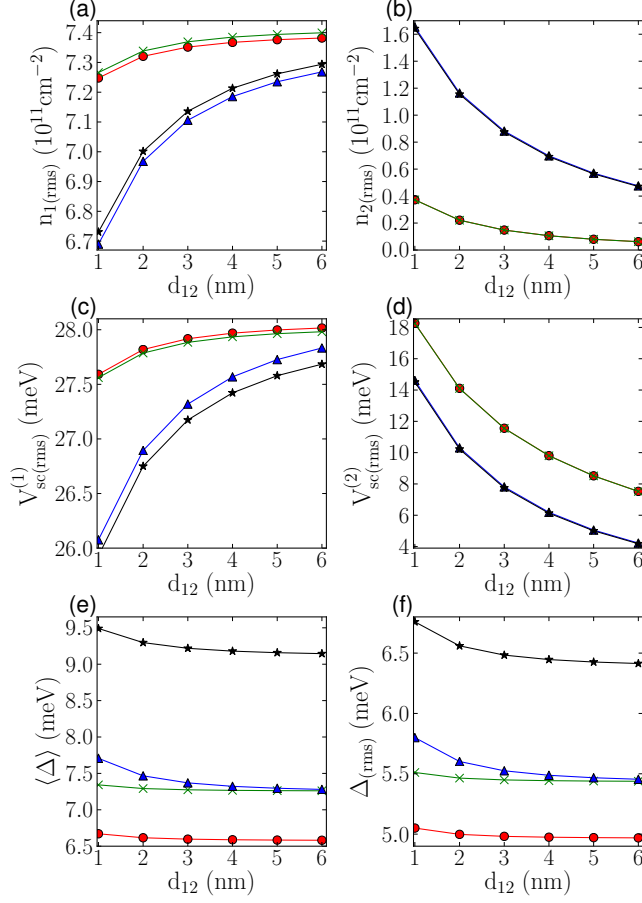 (a)
7.4
7.3
7.2
7.1
7.0
6.9
6.8
6.7
n1(rms) (10^11cm^−2)
1 2 3 4 5 6
d12 (nm)
(b)
1.6
1.4
1.2
1.0
0.8
0.6
0.4
0.2
0.0
n2(rms) (10^11cm^−2)
1 2 3 4 5 6
d12 (nm)
(c)
28.0
27.5
27.0
26.5
26.0
V^(1)sc(rms) (meV)
1 2 3 4 5 6
d12 (nm)
(d)
18
16
14
12
10
8
6
4
V^(2)sc(rms) (meV)
1 2 3 4 5 6
d12 (nm)
(e)
9.5
9.0
8.5
8.0
7.5
7.0
6.5
⟨Δ⟩ (meV)
1 2 3 4 5 6
d12 (nm)
(f)
6.5
6.0
5.5
5.0
Δ(rms) (meV)
1 2 3 4 5 6
d12 (nm)